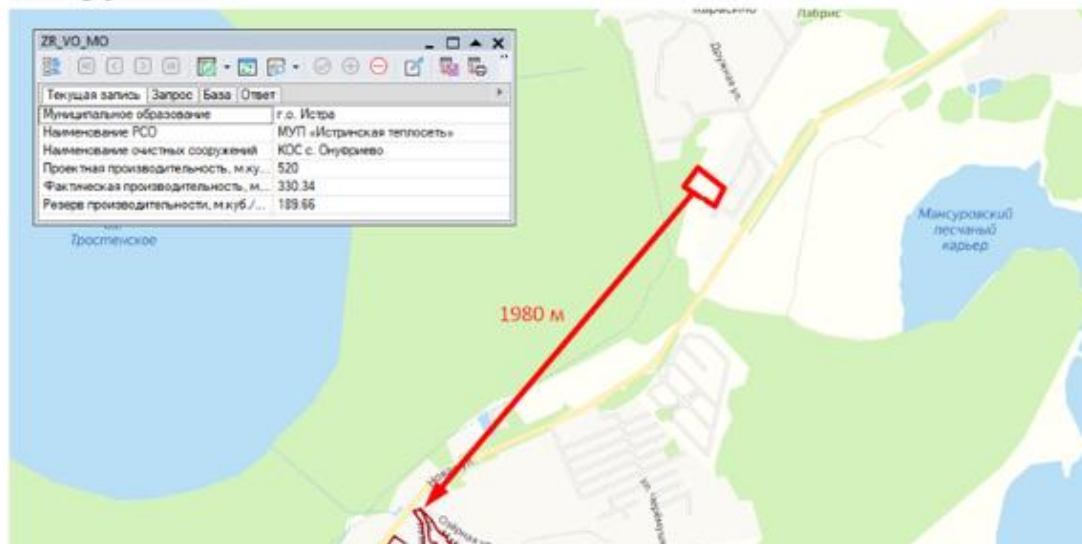 ZR_VO_MO
Текущая запись Запрос База Ответ
Муниципальное образование г.о. Истра
Наименование РСО МУП «Истринская теплосеть»
Наименование очистных сооружений КОС с. Онуфриево
Проектная производительность, м.ку... 520
Фактическая производительность, м... 330.34
Резерв производительности, м.куб./... 189.66
Тростенское
Лабрис
Дружная ул.
Мансуровский
песчаный
карьер
1980 м